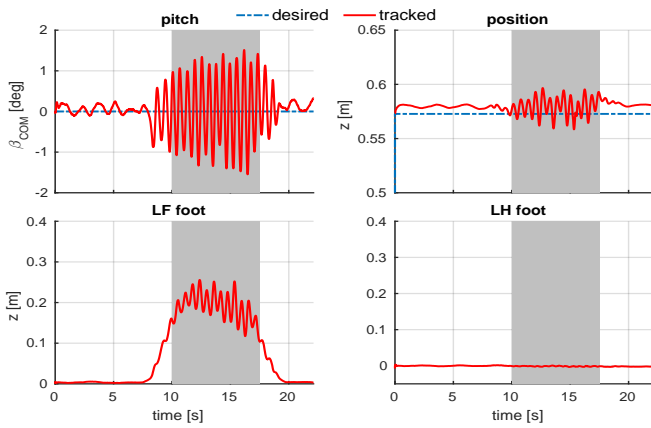 desired tracked
pitch position
2 0.65
1 0.6
0 0.55
-1
-2 0.5
β_COM [deg] z [m]
0 5 10 15 20 0 5 10 15 20
LF foot LH foot
0.4 0.4
0.3 0.3
0.2 0.2
0.1 0.1
0 0
z [m] z [m]
0 5 10 15 20 0 5 10 15 20
time [s] time [s]